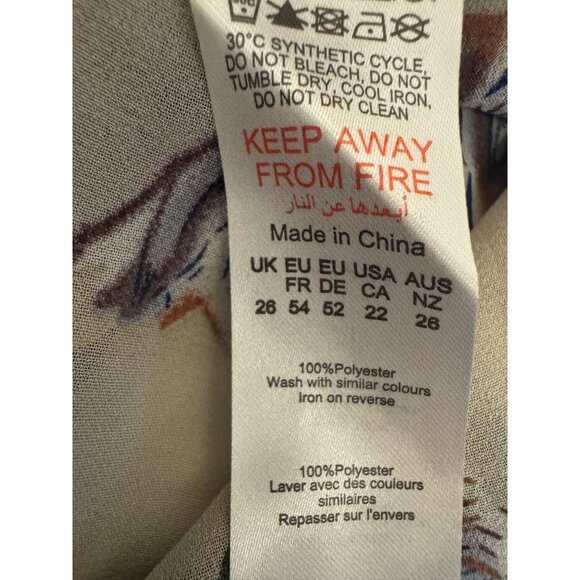 30°C SYNTHETIC CYCLE,
DO NOT BLEACH, DO NOT
TUMBLE DRY, COOL IRON,
DO NOT DRY CLEAN
KEEP AWAY
FROM FIRE
أبعدها عن النار
Made in China
UK EU EU USA AUS
FR DE CA NZ
26 54 52 22 26
100%Polyester
Wash with similar colours
Iron on reverse
100%Polyester
Laver avec des couleurs
similaires
Repasser sur l'envers